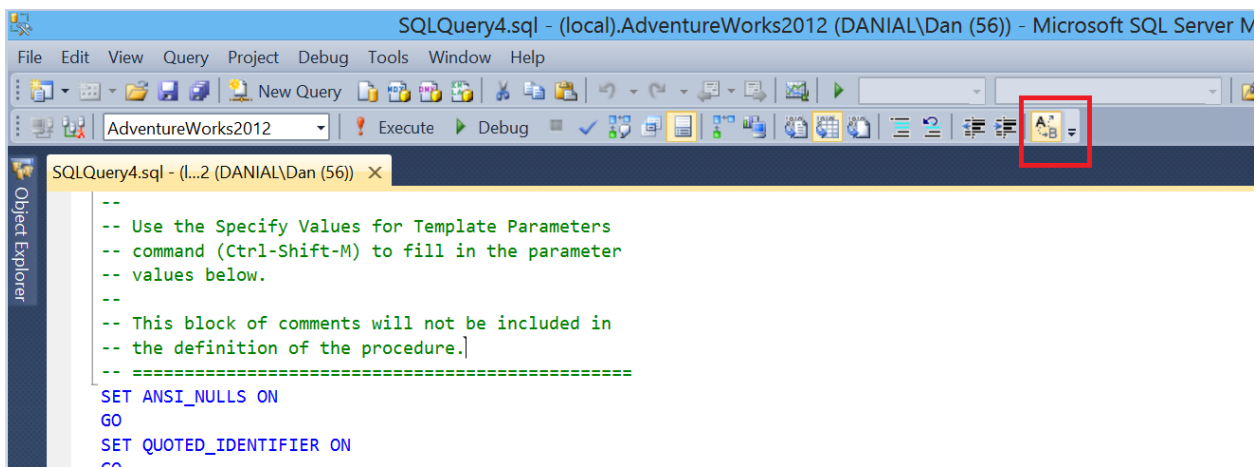 SQLQuery4.sql - (local).AdventureWorks2012 (DANIAL\Dan (56)) - Microsoft SQL Server M
File Edit View Query Project Debug Tools Window Help
New Query
AdventureWorks2012 Execute Debug
SQLQuery4.sql - (l...2 (DANIAL\Dan (56))
Object Explorer
--
-- Use the Specify Values for Template Parameters
-- command (Ctrl-Shift-M) to fill in the parameter
-- values below.
--
-- This block of comments will not be included in
-- the definition of the procedure.
-- ================================================
SET ANSI_NULLS ON
GO
SET QUOTED_IDENTIFIER ON
GO